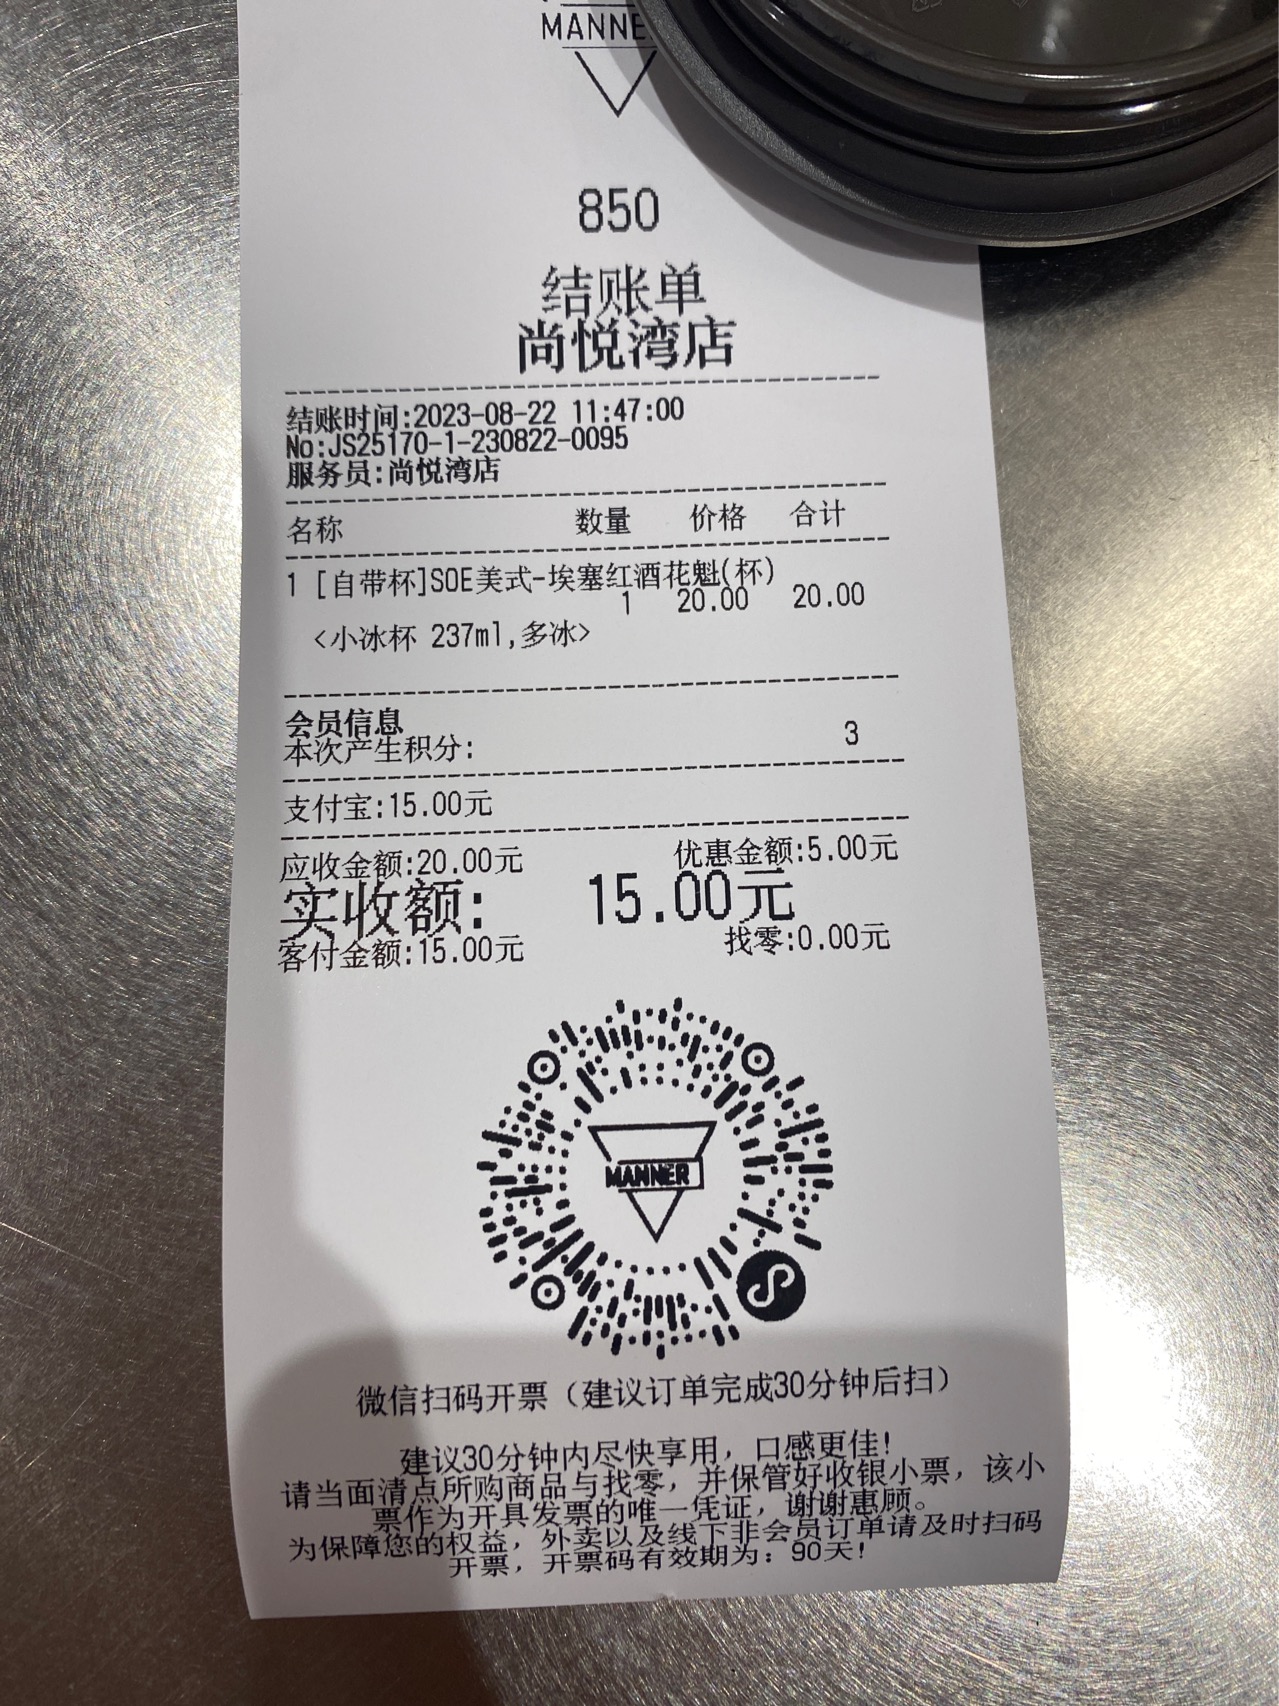 850
结账单
尚悦湾店
结账时间:2023-08-22 11:47:00
No:JS25170-1-230822-0095
服务员:尚悦湾店
名称 数量 价格 合计
1 [自带杯]SOE美式-埃塞红酒花魁(杯)
1 20.00 20.00
<小冰杯 237ml,多冰>
会员信息
本次产生积分: 3
支付宝:15.00元
应收金额:20.00元 优惠金额:5.00元
实收额: 15.00元
客付金额:15.00元 找零:0.00元
MANNER
微信扫码开票（建议订单完成30分钟后扫）
建议30分钟内尽快享用，口感更佳!
请当面清点所购商品与找零，并保管好收银小票，该小
票作为开具发票的唯一凭证，谢谢惠顾。
为保障您的权益，外卖以及线下非会员订单请及时扫码
开票，开票码有效期为：90天!